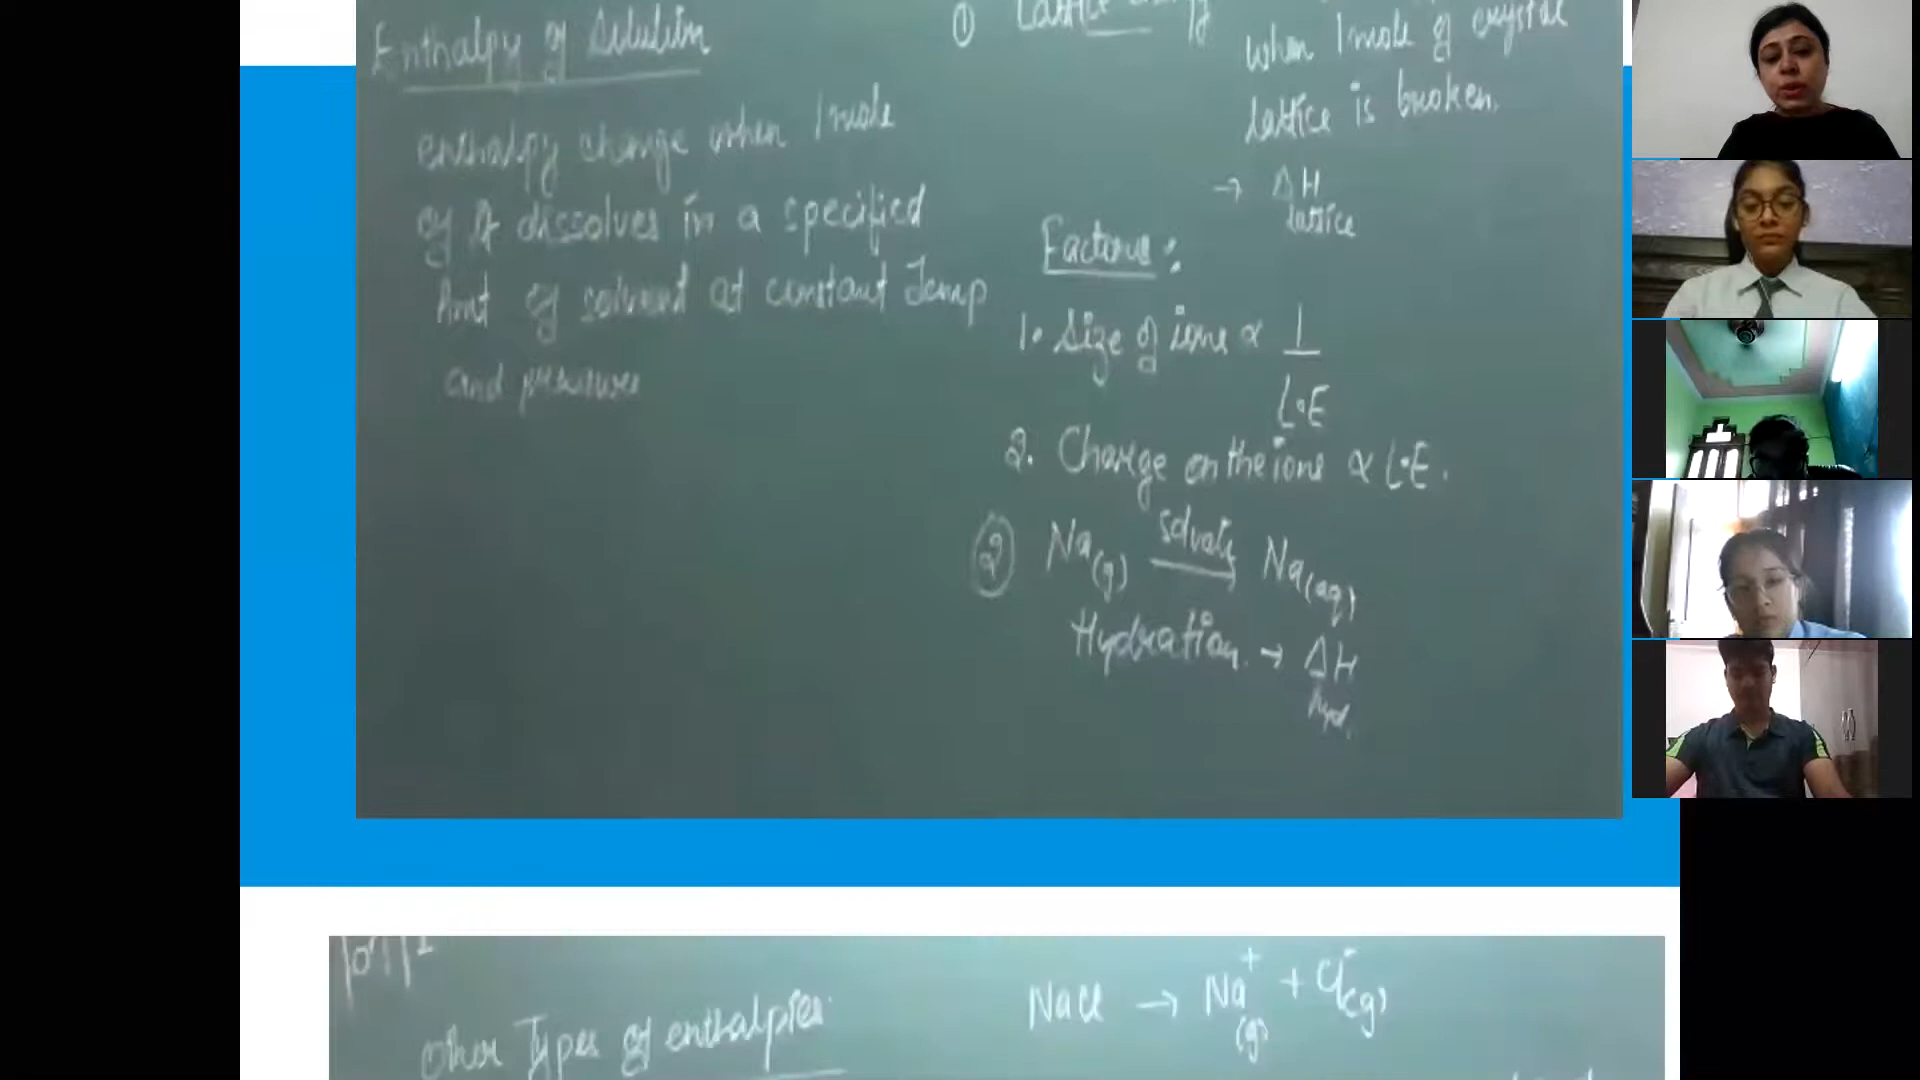 Enthalpy of Solution
enthalpy change when 1 mole
of it dissolves in a specified
Amt of solvent at constant Temp
and pressure
① Lattice
when 1 mole of crystal
lattice is broken.
→ ΔH
lattice
Factors:
1. Size of ions ∝ 1
L.E
2. Charge on the ions ∝ L.E.
② Na(g) solvate → Na(aq)
Hydration. → ΔH
hyd.
Other Types of enthalpies
NaCl → Na+(g) + Cl-(g)